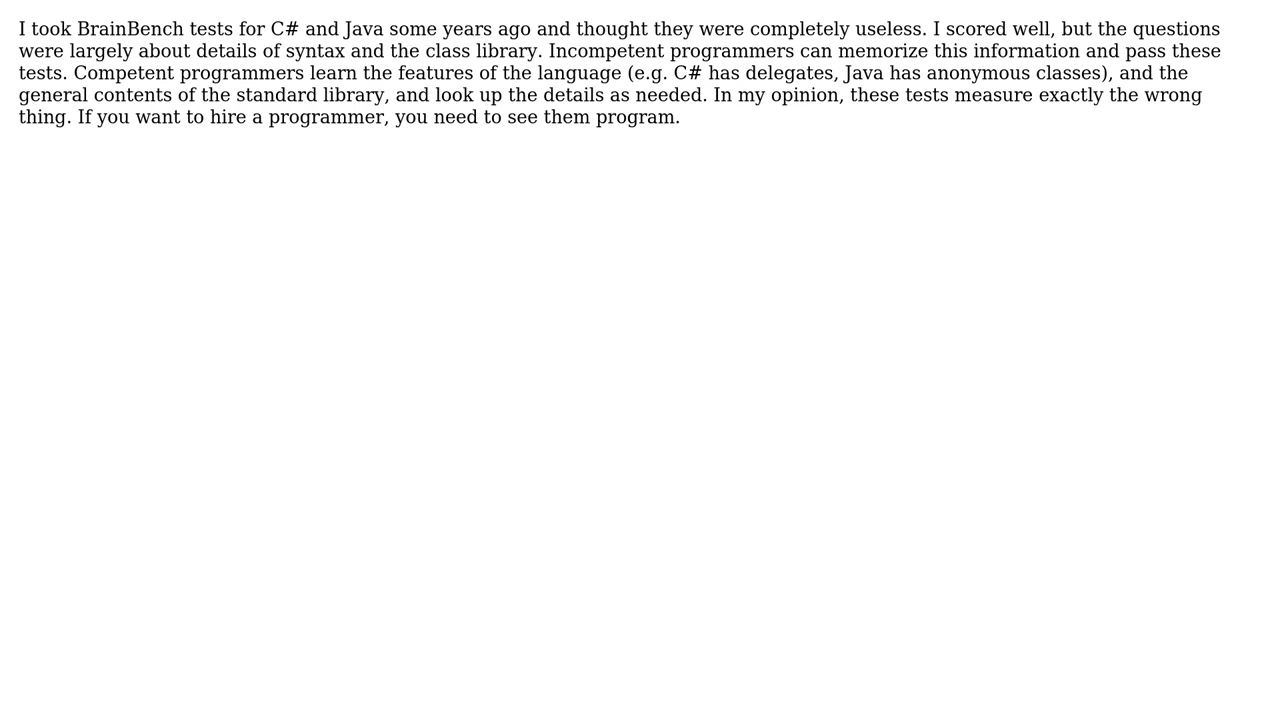 I took BrainBench tests for C# and Java some years ago and thought they were completely useless. I scored well, but the questions
were largely about details of syntax and the class library. Incompetent programmers can memorize this information and pass these
tests. Competent programmers learn the features of the language (e.g. C# has delegates, Java has anonymous classes), and the
general contents of the standard library, and look up the details as needed. In my opinion, these tests measure exactly the wrong
thing. If you want to hire a programmer, you need to see them program.